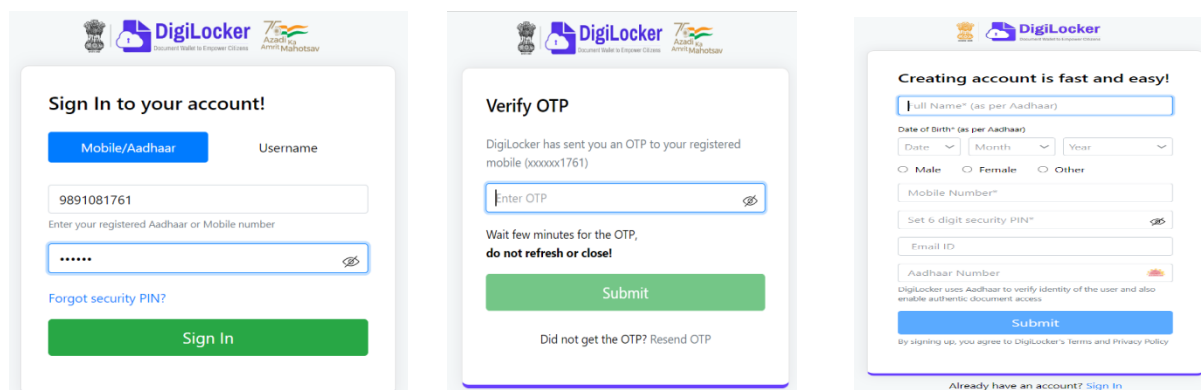 DigiLocker
Document Wallet to Empower Citizens
75
Azadi Ka
Amrit Mahotsav
Sign In to your account!
Mobile/Aadhaar
Username
9891081761
Enter your registered Aadhaar or Mobile number
Forgot security PIN?
Sign In
DigiLocker
Document Wallet to Empower Citizens
75
Azadi Ka
Amrit Mahotsav
Verify OTP
DigiLocker has sent you an OTP to your registered
mobile (xxxxxx1761)
Enter OTP
Wait few minutes for the OTP,
do not refresh or close!
Submit
Did not get the OTP? Resend OTP
DigiLocker
Document Wallet to Empower Citizens
Creating account is fast and easy!
Full Name* (as per Aadhaar)
Date of Birth* (as per Aadhaar)
Date Month Year
Male Female Other
Mobile Number*
Set 6 digit security PIN*
Email ID
Aadhaar Number
DigiLocker uses Aadhaar to verify identity of the user and also
enable authentic document access
Submit
By signing up, you agree to DigiLocker's Terms and Privacy Policy
Already have an account? Sign In